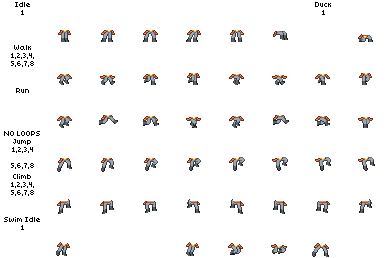 Idle
1
Duck
1
Walk
1,2,3,4,
5,6,7,8
Run
NO LOOPS
Jump
1,2,3,4
5,6,7,8
Climb
1,2,3,4,
5,6,7,8
Swim Idle
1